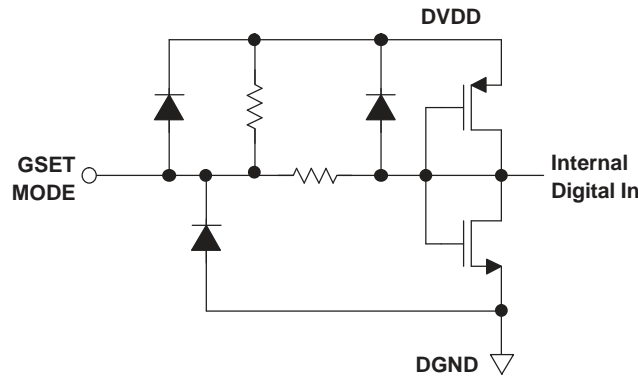 DVDD
GSET
MODE
Internal
Digital In
DGND